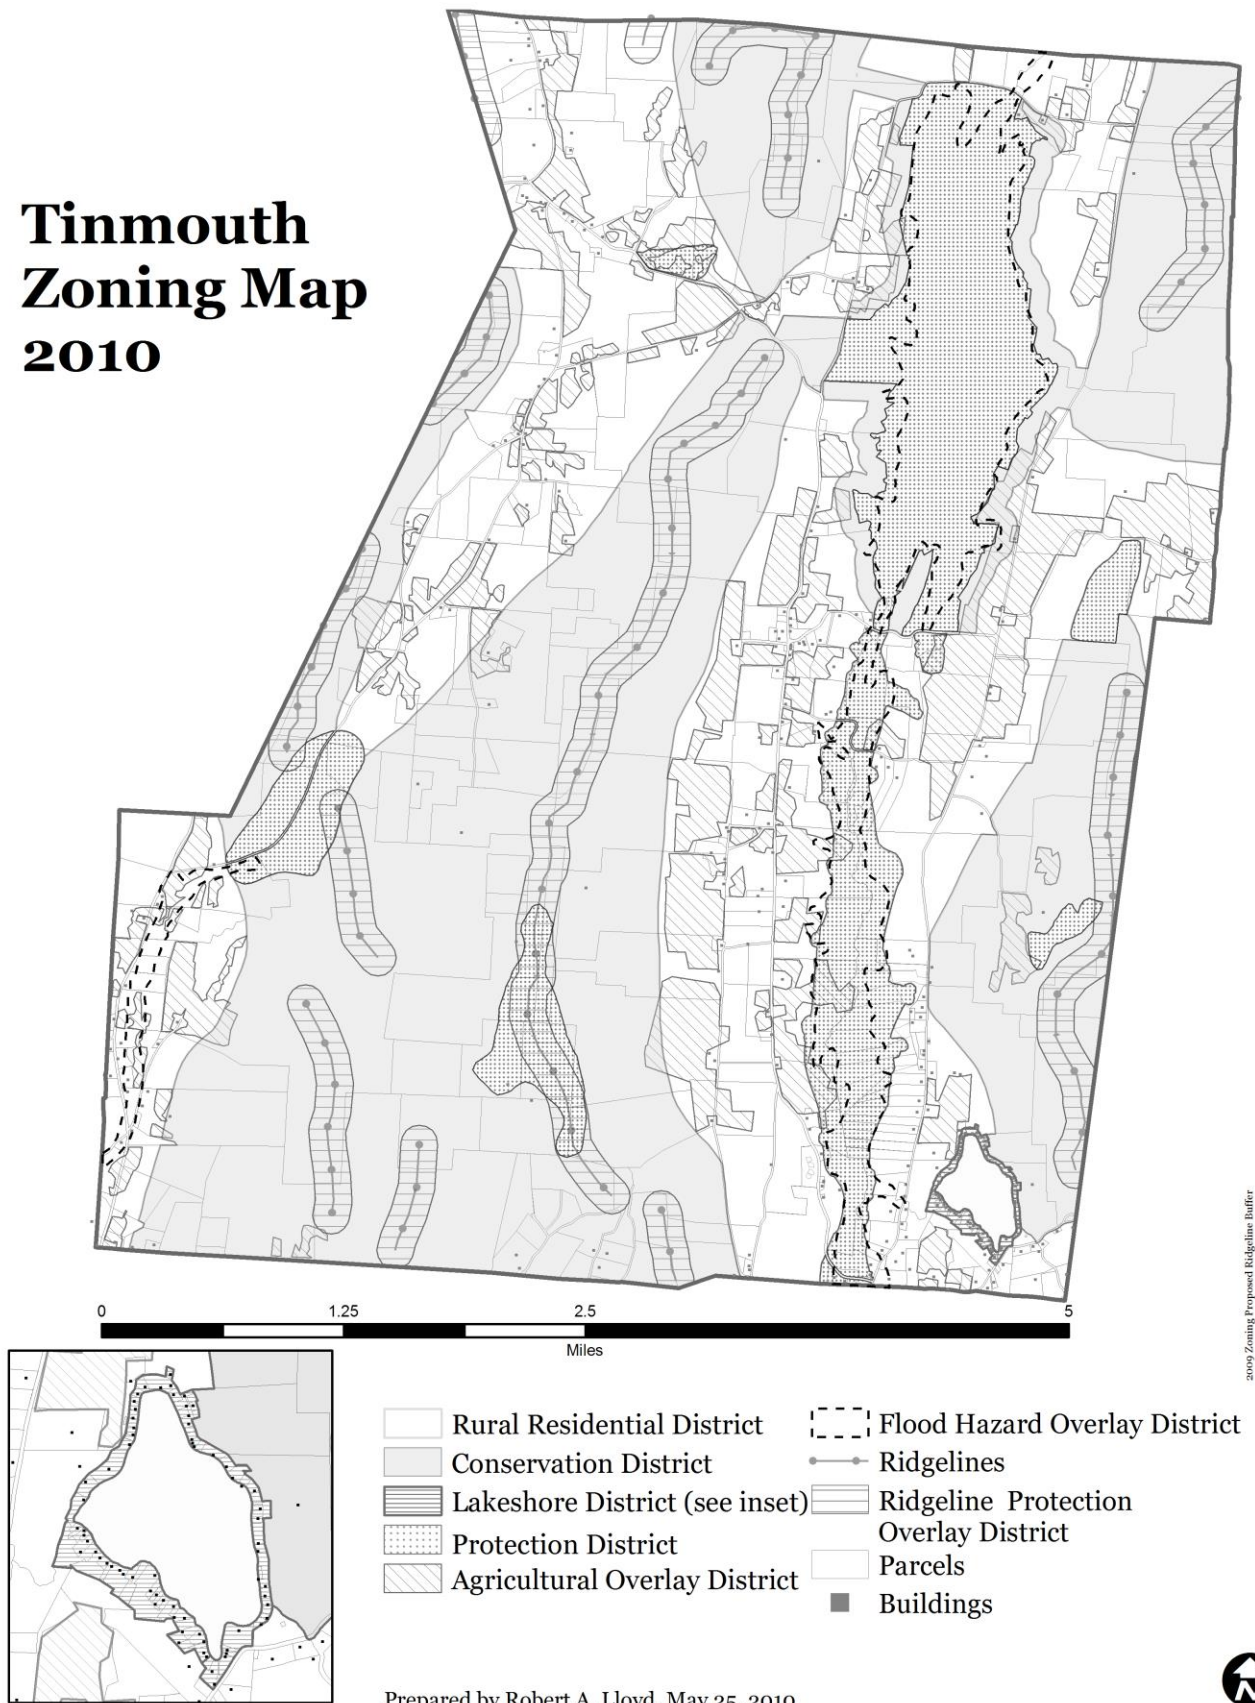 Tinmouth
Zoning Map
2010
2009 Zoning Proposed Ridgeline Buffer
0 1.25 2.5 5
Miles
Rural Residential District
Conservation District
Lakeshore District (see inset)
Protection District
Agricultural Overlay District
Flood Hazard Overlay District
Ridgelines
Ridgeline Protection
Overlay District
Parcels
Buildings
Prepared by Robert A. Lloyd, May 25, 2010